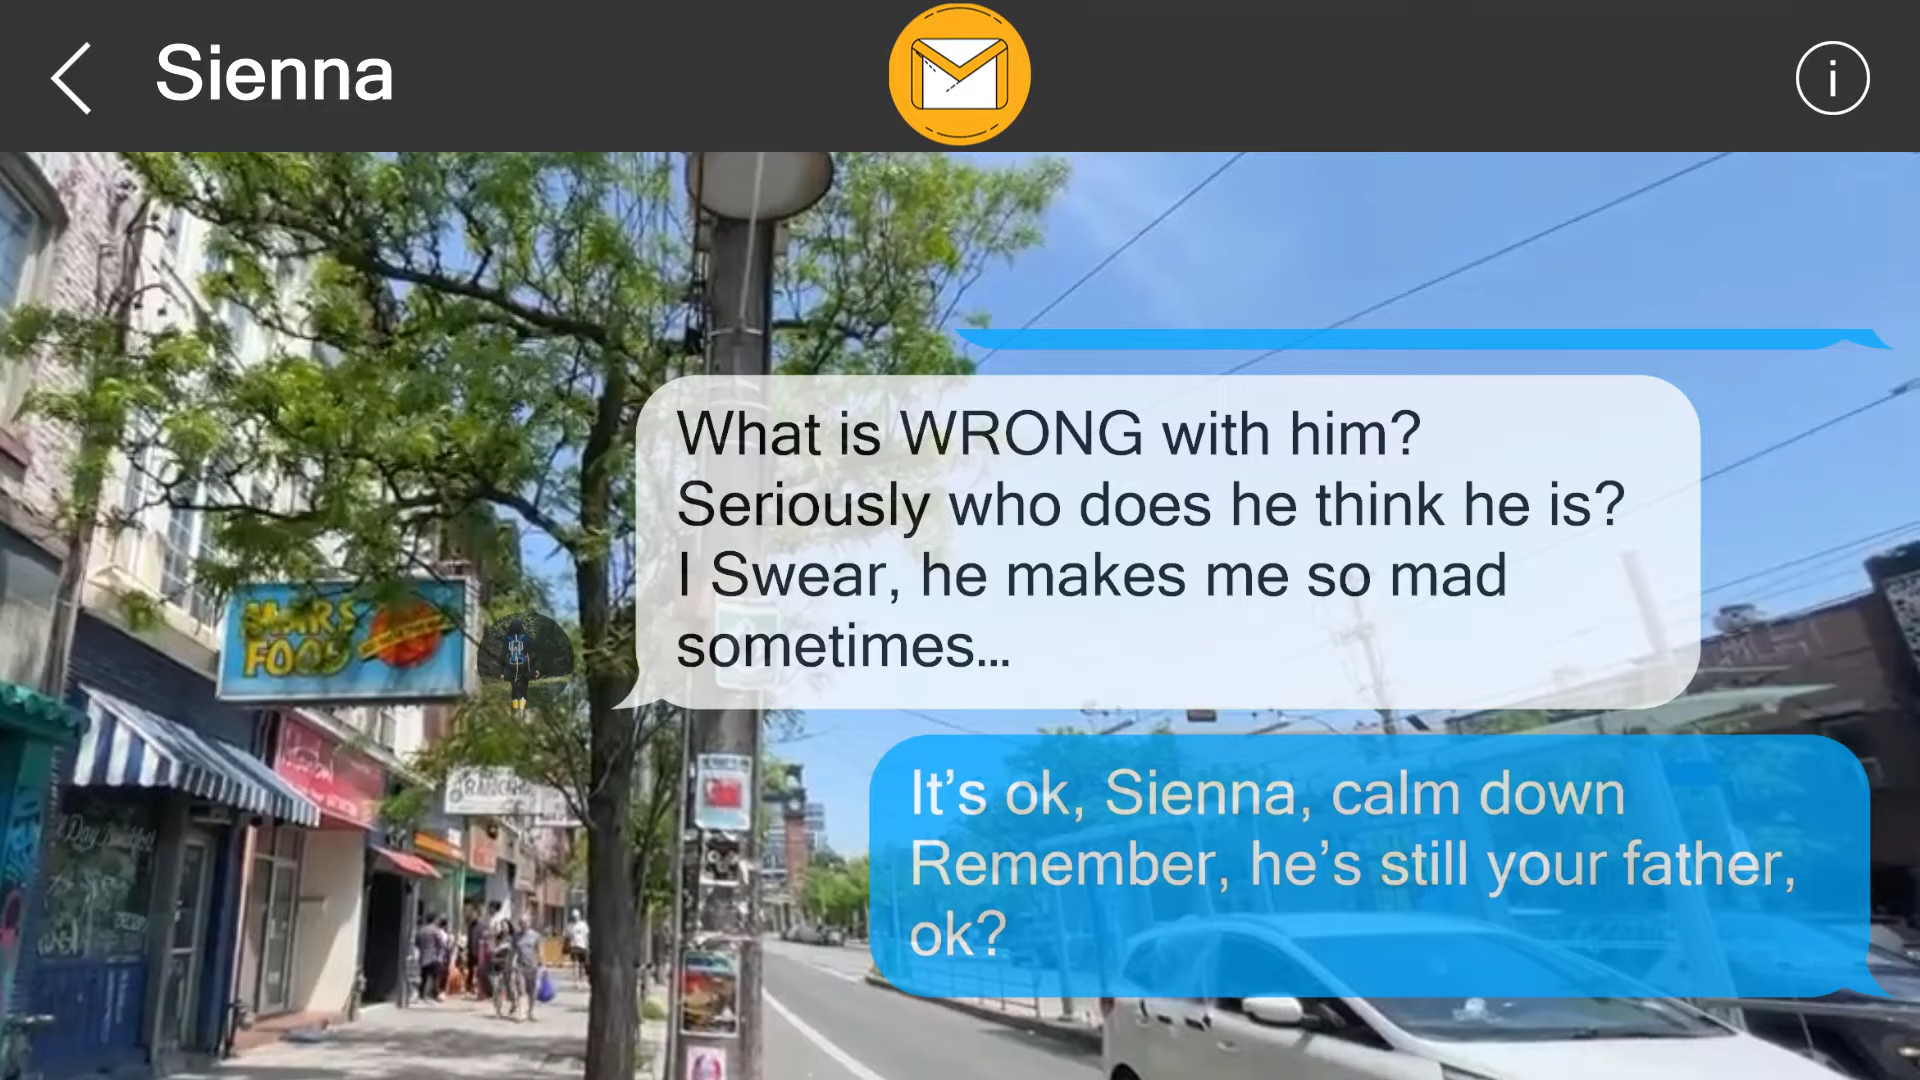 Sienna
What is WRONG with him?
Seriously who does he think he is?
I Swear, he makes me so mad
sometimes...
FOOD
It’s ok, Sienna, calm down
Remember, he’s still your father,
ok?